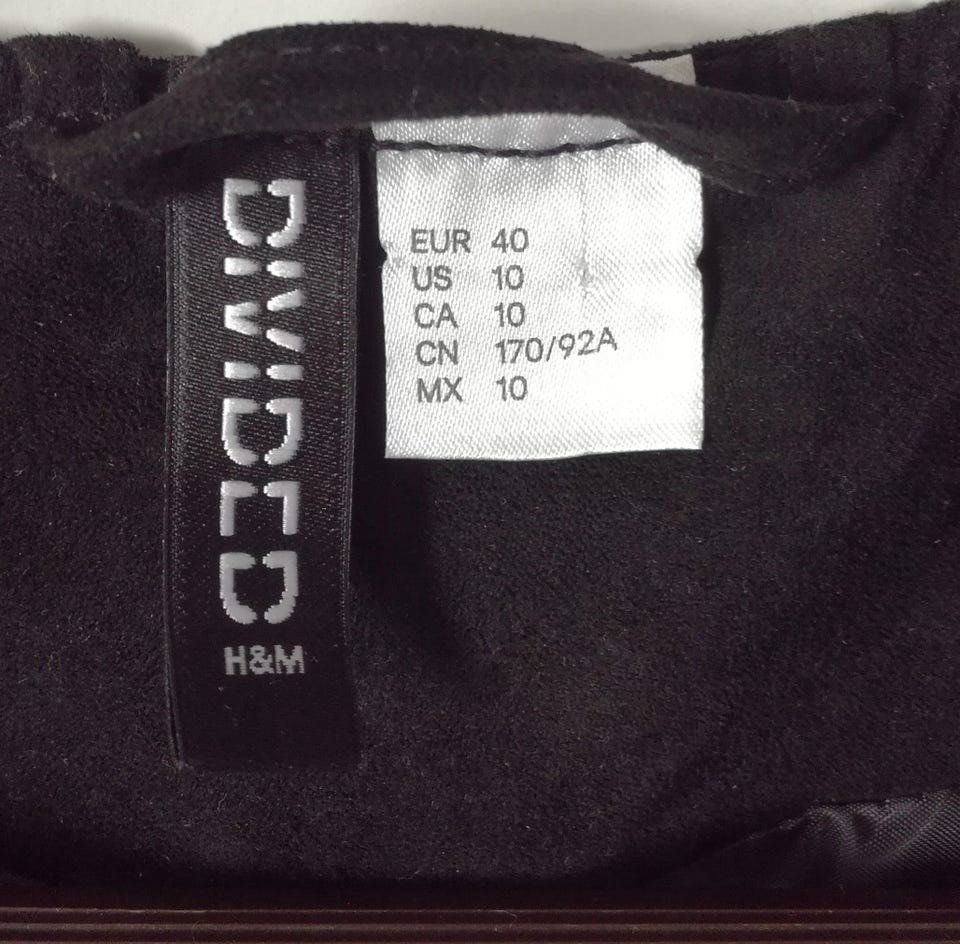 DIVIDED
H&M
EUR 40
US 10
CA 10
CN 170/92A
MX 10